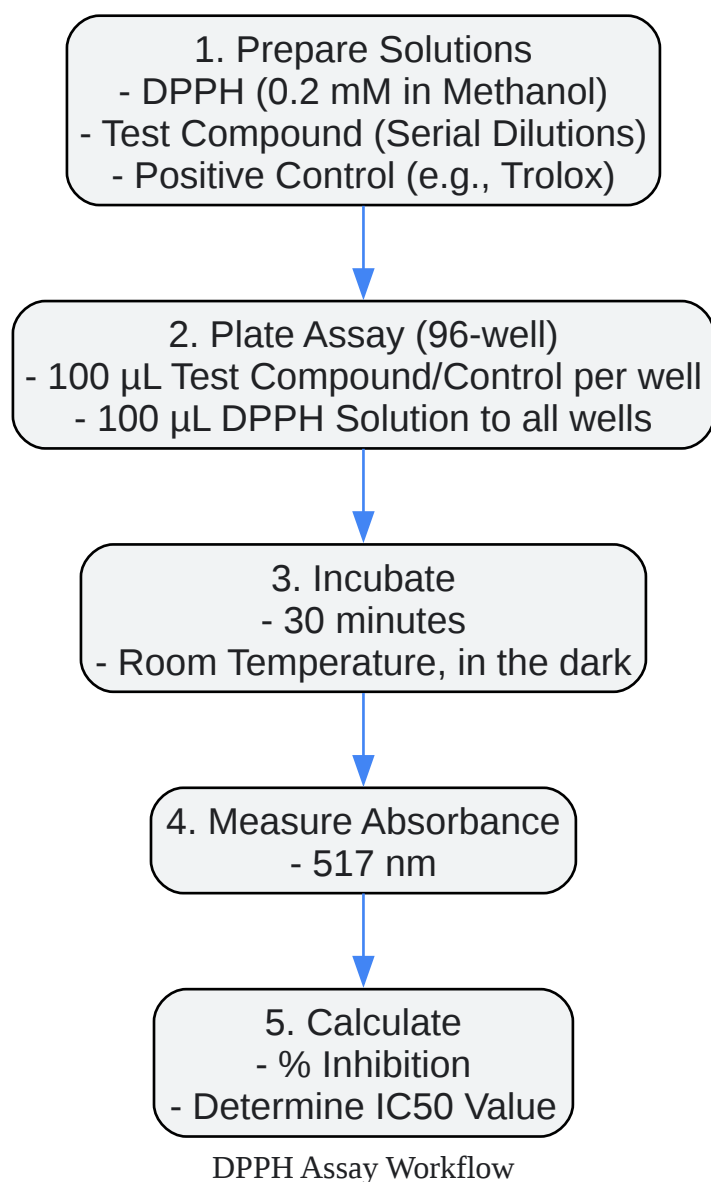 1. Prepare Solutions
- DPPH (0.2 mM in Methanol)
- Test Compound (Serial Dilutions)
- Positive Control (e.g., Trolox)
2. Plate Assay (96-well)
- 100 µL Test Compound/Control per well
- 100 µL DPPH Solution to all wells
3. Incubate
- 30 minutes
- Room Temperature, in the dark
4. Measure Absorbance
- 517 nm
5. Calculate
- % Inhibition
- Determine IC50 Value
DPPH Assay Workflow